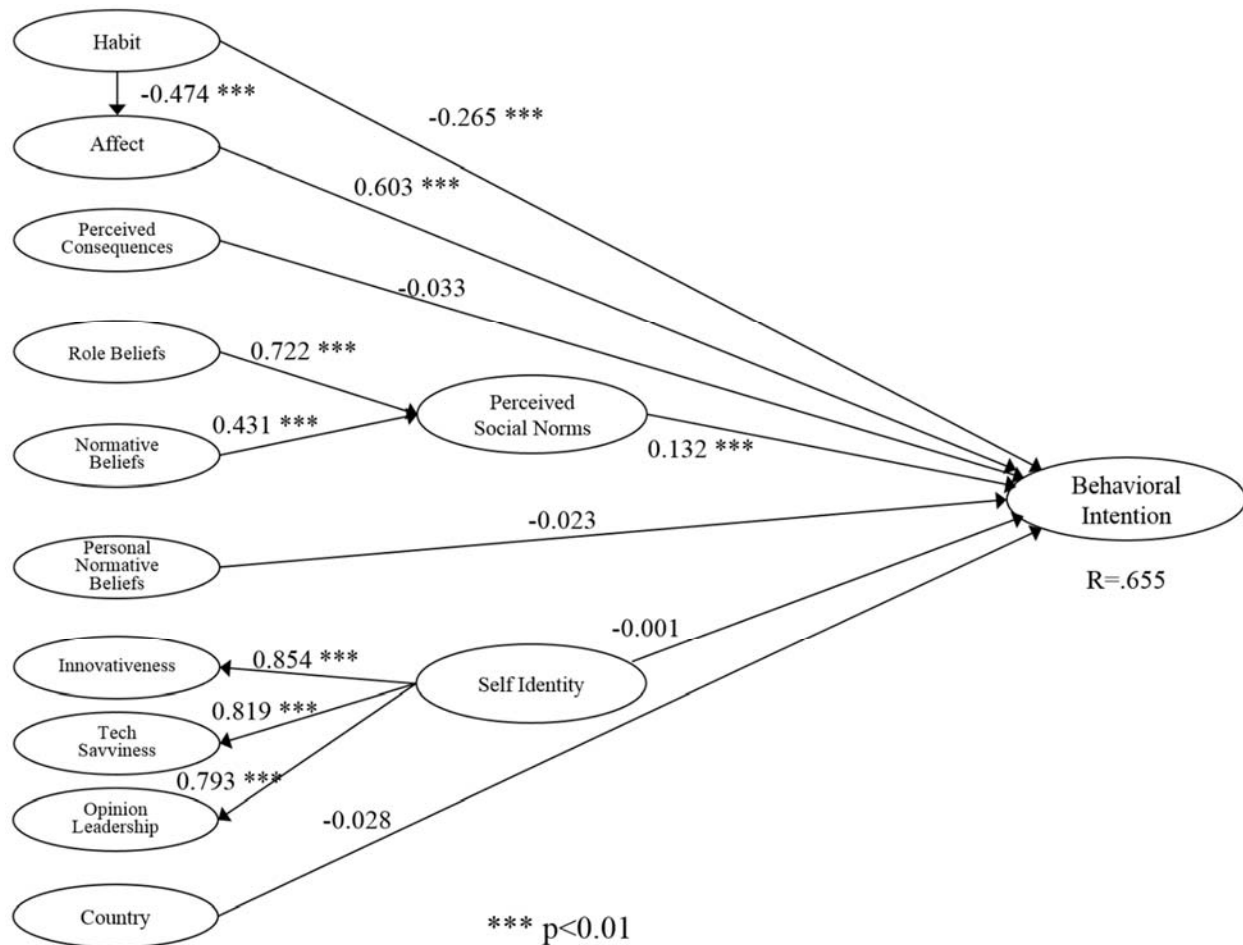 Habit
-0.474 ***
-0.265 ***
Affect
0.603 ***
Perceived
Consequences
-0.033
Role Beliefs
0.722 ***
Perceived
Social Norms
Normative
Beliefs
0.431 ***
0.132 ***
Behavioral
Intention
R=.655
Personal
Normative
Beliefs
-0.023
-0.001
Innovativeness
0.854 ***
Self Identity
Tech
Savviness
0.819 ***
0.793 ***
Opinion
Leadership
-0.028
Country
*** p<0.01